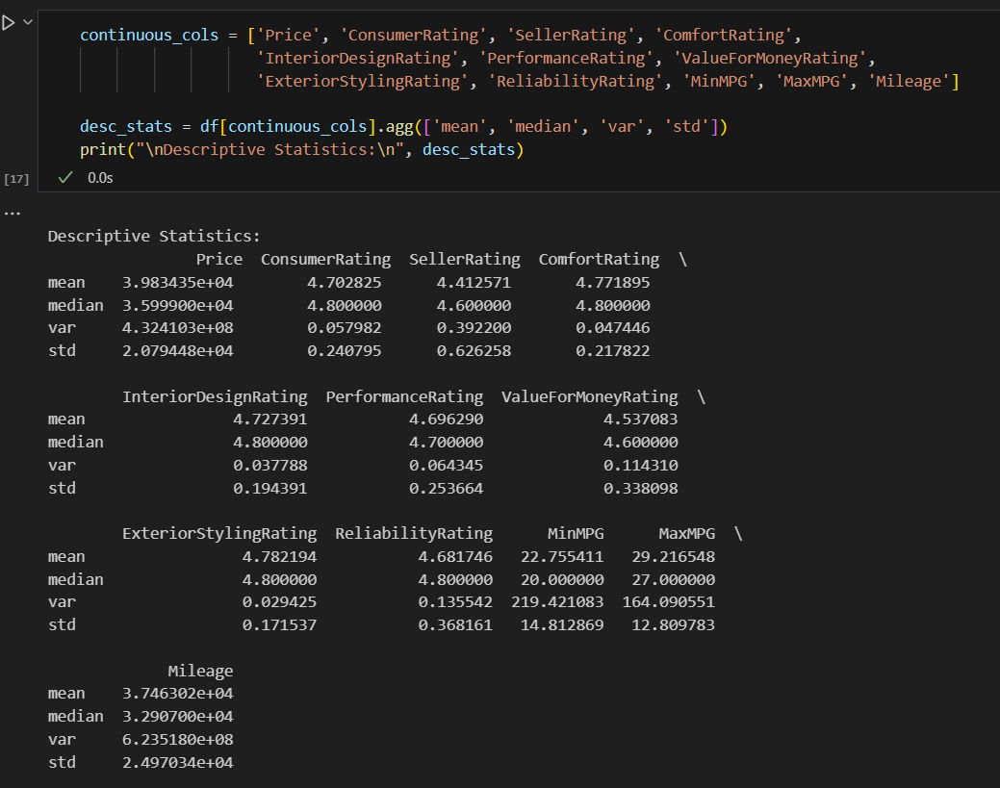 continuous_cols = ['Price', 'ConsumerRating', 'SellerRating', 'ComfortRating',
'InteriorDesignRating', 'PerformanceRating', 'ValueForMoneyRating',
'ExteriorStylingRating', 'ReliabilityRating', 'MinMPG', 'MaxMPG', 'Mileage']
desc_stats = df[continuous_cols].agg(['mean', 'median', 'var', 'std'])
print("\nDescriptive Statistics:\n", desc_stats)
[17] ✓ 0.0s
...
Descriptive Statistics:
Price ConsumerRating SellerRating ComfortRating \
mean 3.983435e+04 4.702825 4.412571 4.771895
median 3.599900e+04 4.800000 4.600000 4.800000
var 4.324103e+08 0.057982 0.392200 0.047446
std 2.079448e+04 0.240795 0.626258 0.217822
InteriorDesignRating PerformanceRating ValueForMoneyRating \
mean 4.727391 4.696290 4.537083
median 4.800000 4.700000 4.600000
var 0.037788 0.064345 0.114310
std 0.194391 0.253664 0.338098
ExteriorStylingRating ReliabilityRating MinMPG MaxMPG \
mean 4.782194 4.681746 22.755411 29.216548
median 4.800000 4.800000 20.000000 27.000000
var 0.029425 0.135542 219.421083 164.090551
std 0.171537 0.368161 14.812869 12.809783
Mileage
mean 3.746302e+04
median 3.290700e+04
var 6.235180e+08
std 2.497034e+04